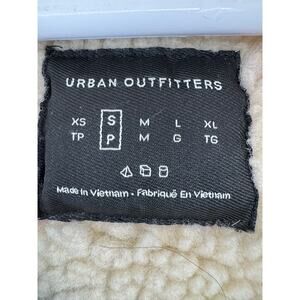 URBAN OUTFITTERS
XS S M L XL
TP P M G TG
Made In Vietnam • Fabriqué En Vietnam